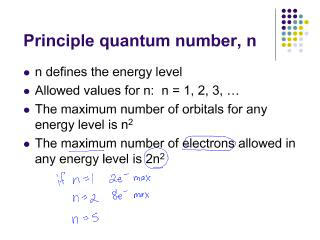 Principle quantum number, n
n defines the energy level
Allowed values for n: n = 1, 2, 3, …
The maximum number of orbitals for any
energy level is n²
The maximum number of electrons allowed in
any energy level is 2n²
if n=1 2e⁻ max
n=2 8e⁻ max
n=5